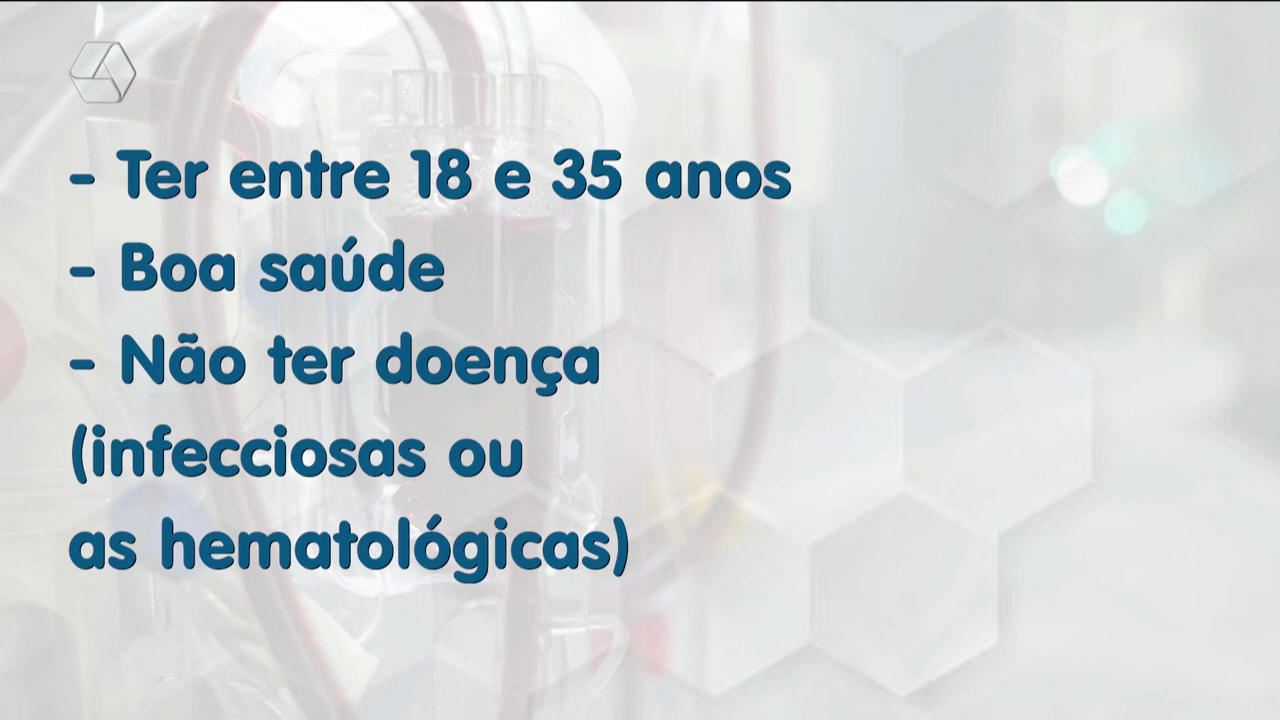 - Ter entre 18 e 35 anos
- Boa saúde
- Não ter doença
(infecciosas ou
as hematológicas)